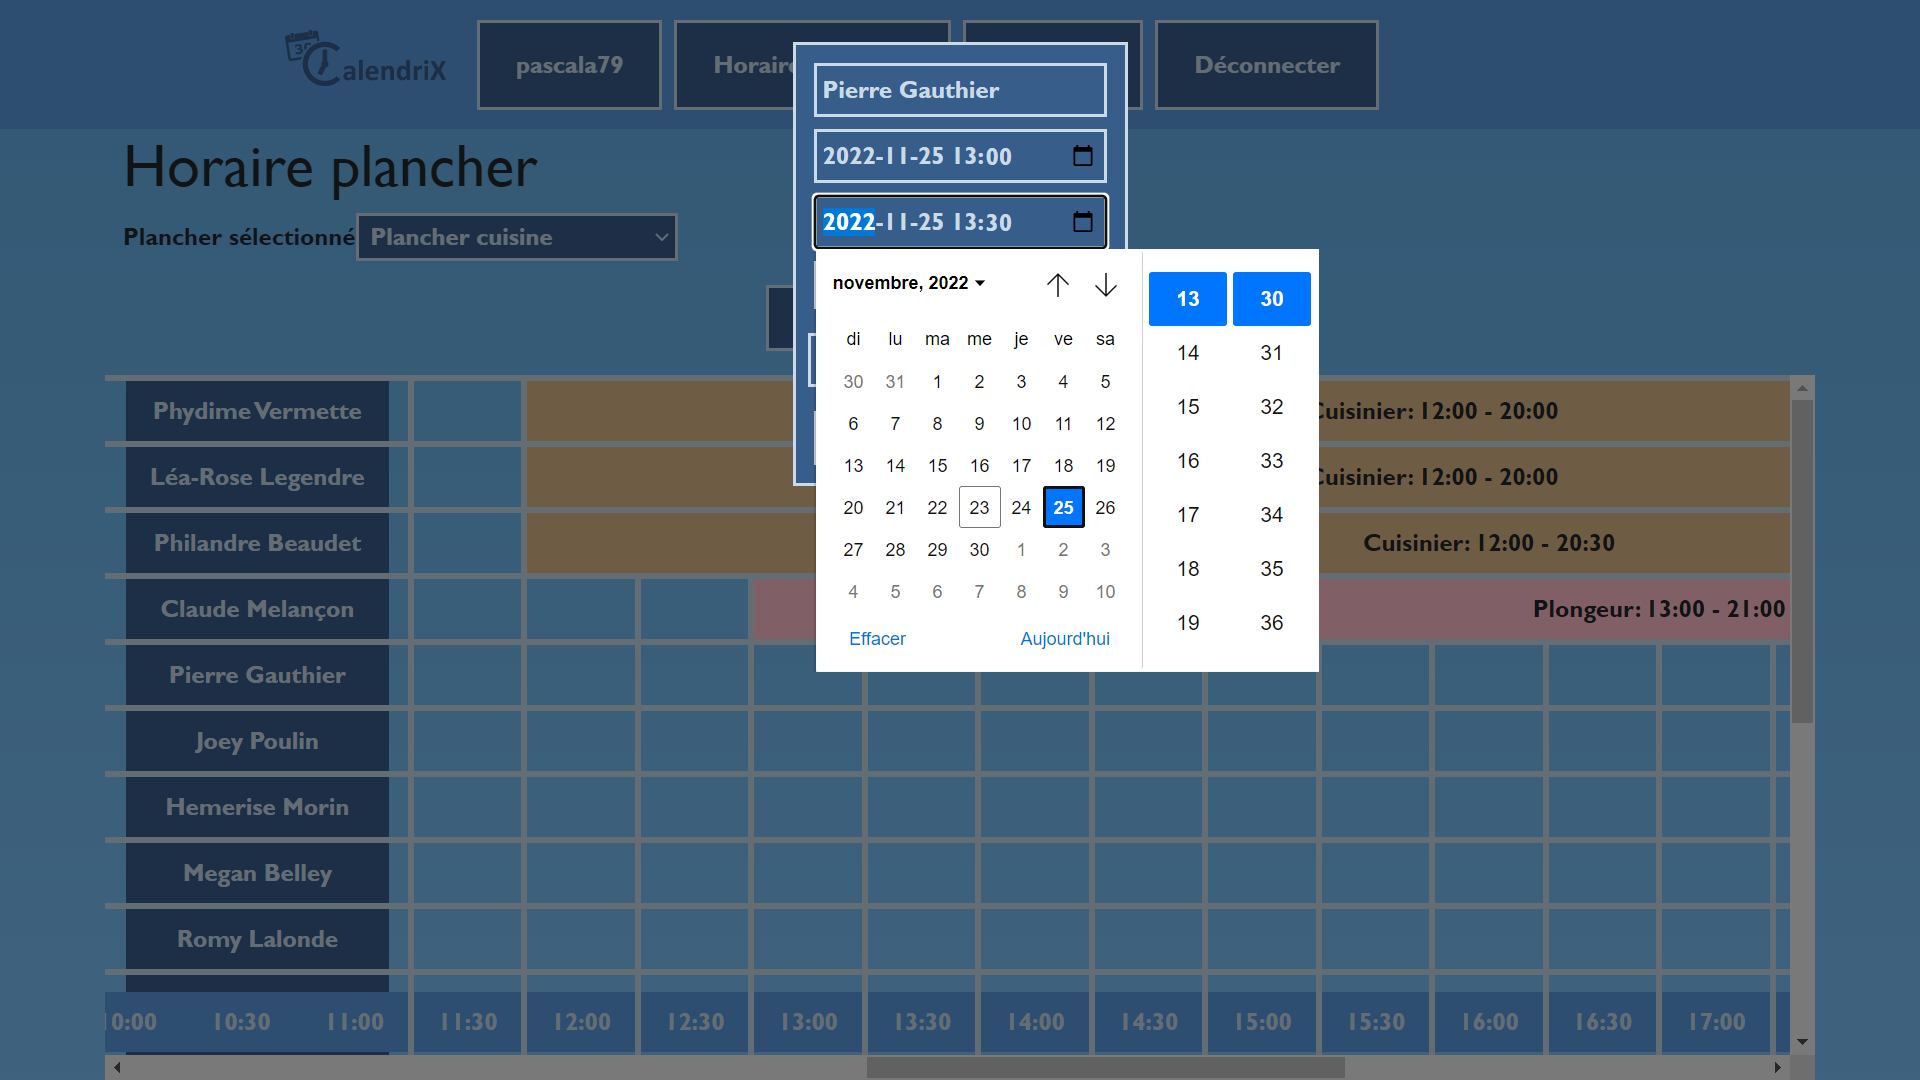 30
CalendriX
pascala79
Horaire
Déconnecter
Pierre Gauthier
2022-11-25 13:00
2022-11-25 13:30
Horaire plancher
Plancher sélectionné
Plancher cuisine
novembre, 2022
di lu ma me je ve sa
30 31 1 2 3 4 5
6 7 8 9 10 11 12
13 14 15 16 17 18 19
20 21 22 23 24 25 26
27 28 29 30 1 2 3
4 5 6 7 8 9 10
Effacer
Aujourd'hui
13 30
14 31
15 32
16 33
17 34
18 35
19 36
Phydime Vermette
Cuisinier: 12:00 - 20:00
Léa-Rose Legendre
Cuisinier: 12:00 - 20:00
Philandre Beaudet
Cuisinier: 12:00 - 20:30
Claude Melançon
Plongeur: 13:00 - 21:00
Pierre Gauthier
Joey Poulin
Hemerise Morin
Megan Belley
Romy Lalonde
10:00 10:30 11:00 11:30 12:00 12:30 13:00 13:30 14:00 14:30 15:00 15:30 16:00 16:30 17:00